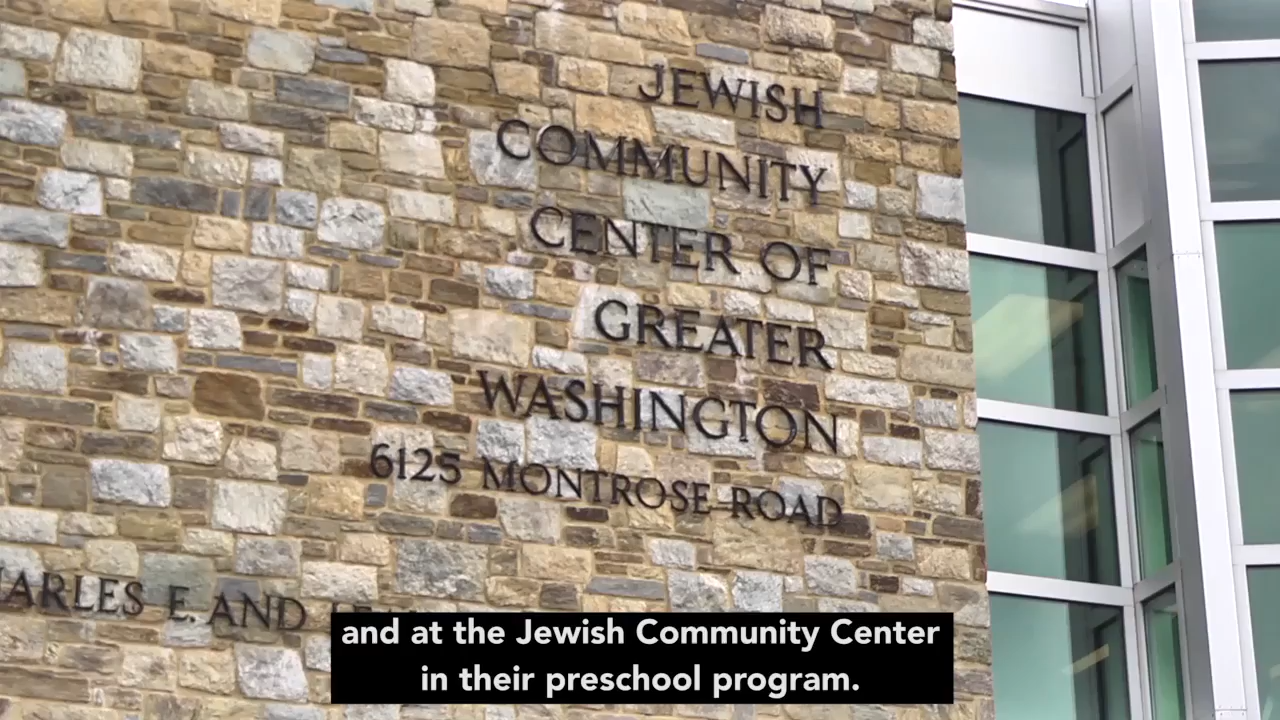 JEWISH
COMMUNITY
CENTER OF
GREATER
WASHINGTON
6125 MONTROSE ROAD
E. AND
and at the Jewish Community Center
in their preschool program.